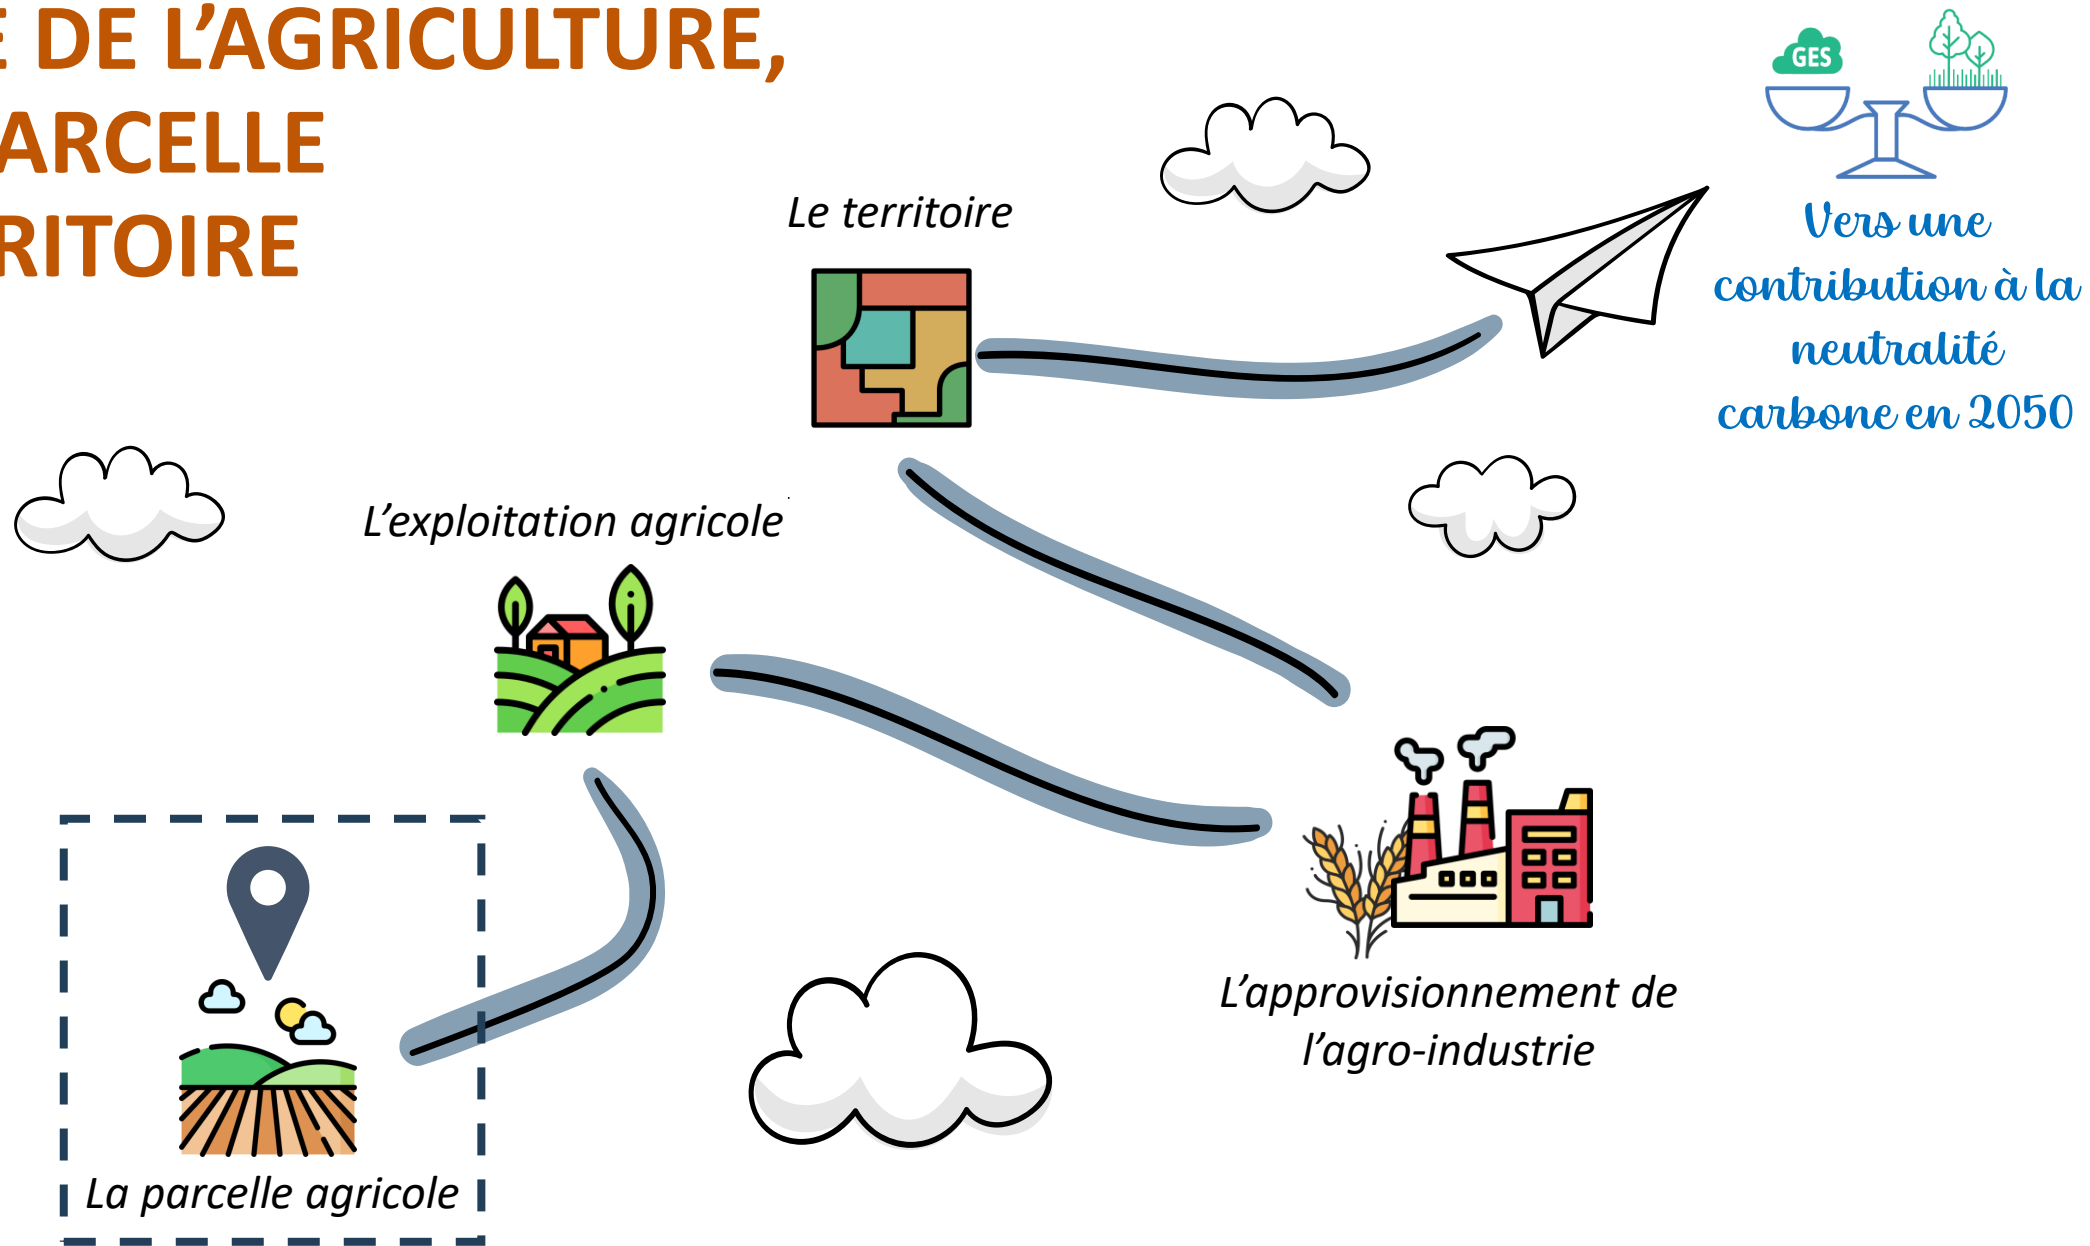 E DE L’AGRICULTURE,
ARCELLE
RITOIRE
GES
Vers une
contribution à la
neutralité
carbone en 2050
Le territoire
L’exploitation agricole
L’approvisionnement de
l’agro-industrie
La parcelle agricole